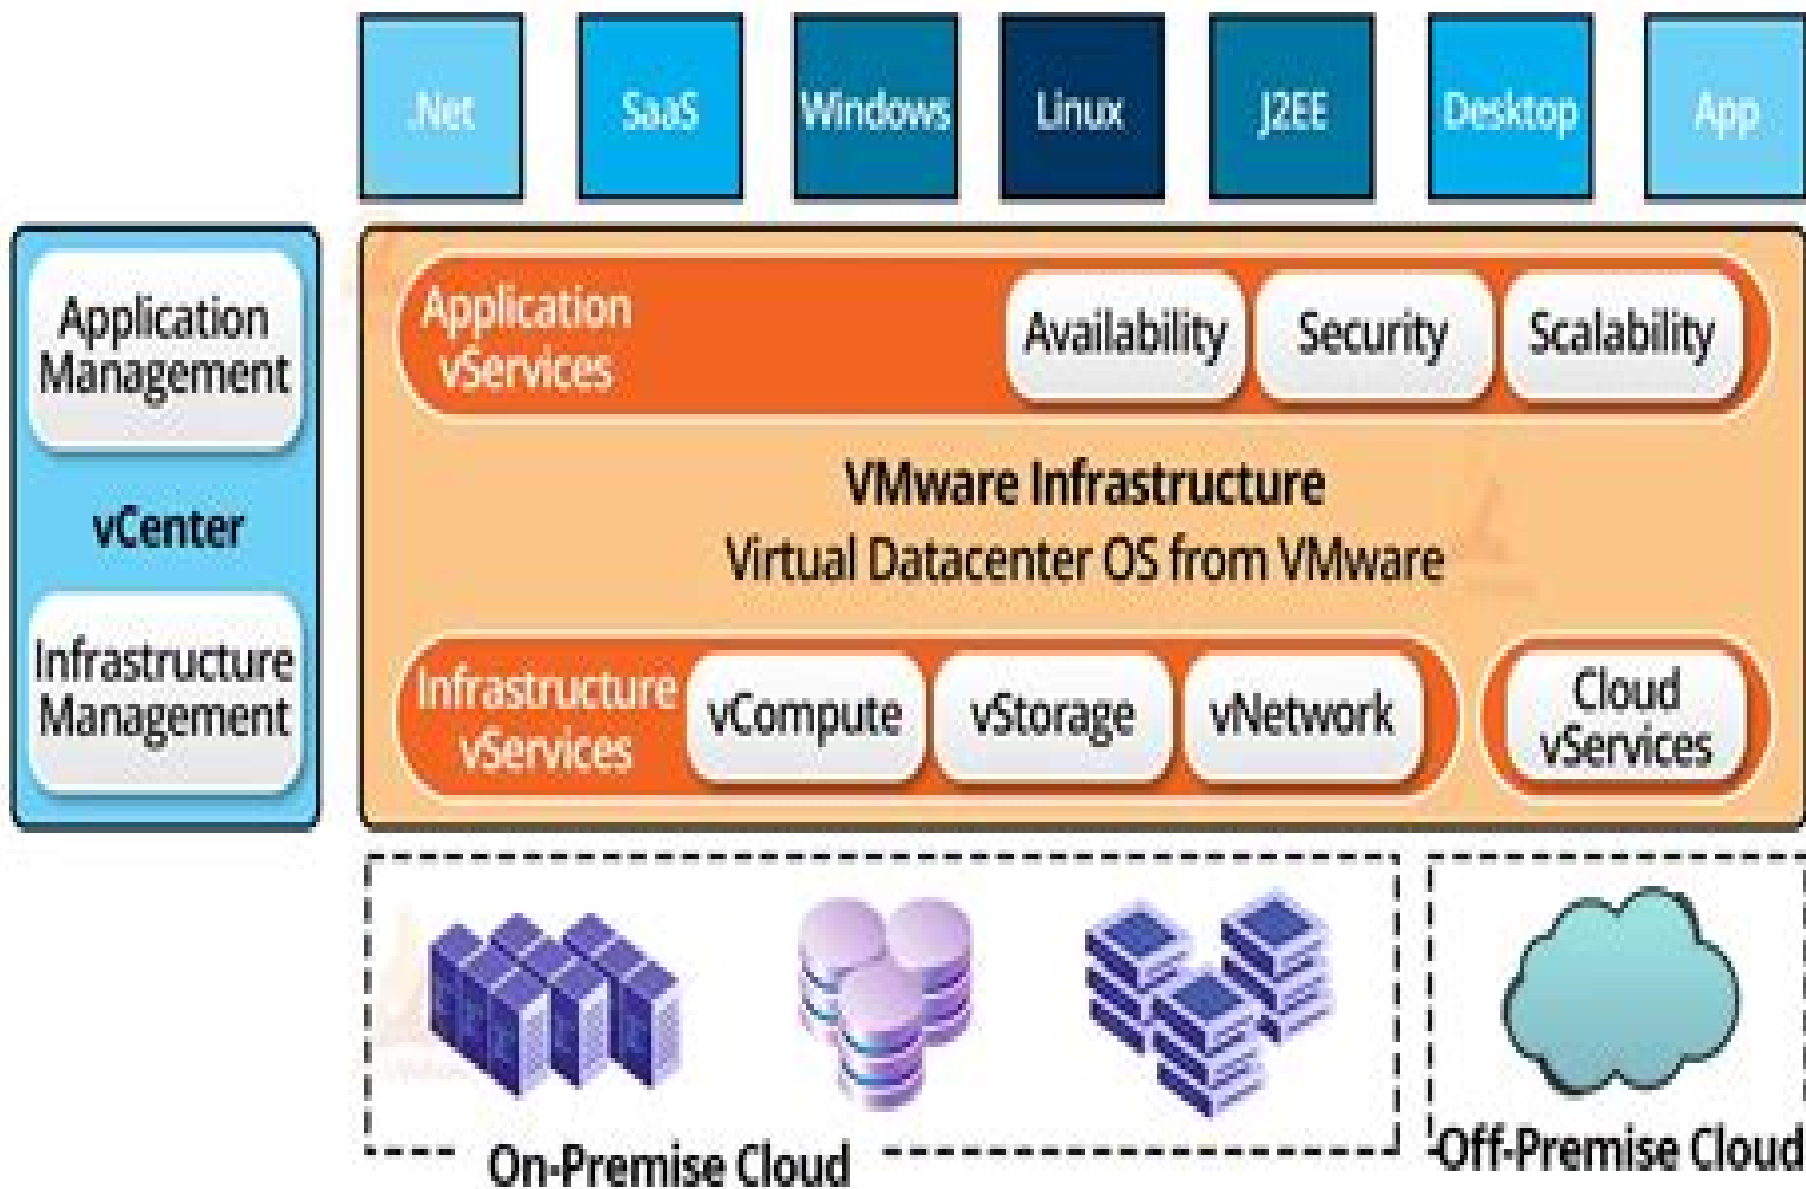 .Net
SaaS
Windows
Linux
J2EE
Desktop
App
Application
Management
vCenter
Infrastructure
Management
Application
vServices
Availability
Security
Scalability
VMware Infrastructure
Virtual Datacenter OS from VMware
Infrastructure
vServices
vCompute
vStorage
vNetwork
Cloud
vServices
On-Premise Cloud
Off-Premise Cloud